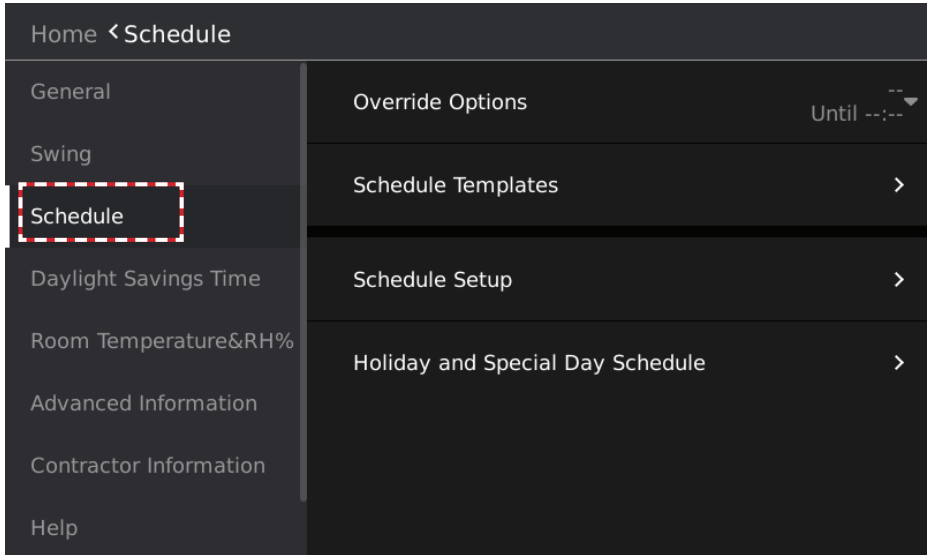 Home < Schedule
General
Swing
Schedule
Daylight Savings Time
Room Temperature&RH%
Advanced Information
Contractor Information
Help
Override Options
--
Until --:--
Schedule Templates
Schedule Setup
Holiday and Special Day Schedule